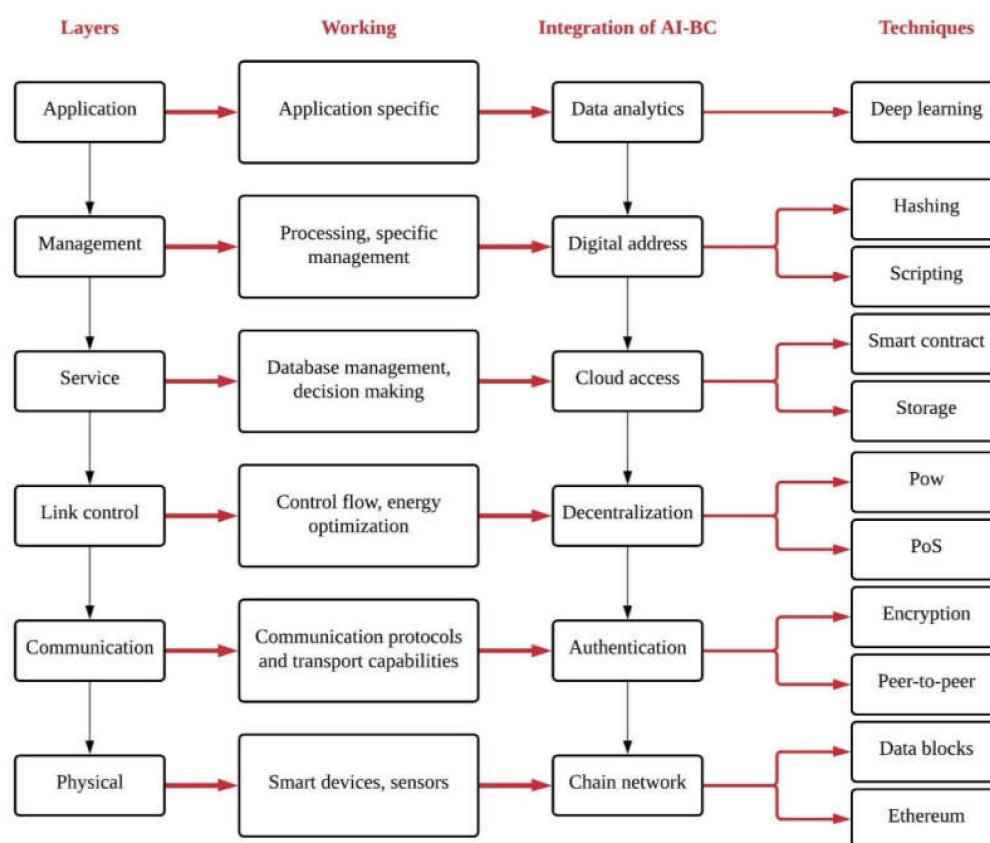 Layers
Working
Integration of AI-BC
Techniques
Application
Application specific
Data analytics
Deep learning
Management
Processing, specific
management
Digital address
Hashing
Scripting
Service
Database management,
decision making
Cloud access
Smart contract
Storage
Link control
Control flow, energy
optimization
Decentralization
Pow
PoS
Communication
Communication protocols
and transport capabilities
Authentication
Encryption
Peer-to-peer
Physical
Smart devices, sensors
Chain network
Data blocks
Ethereum